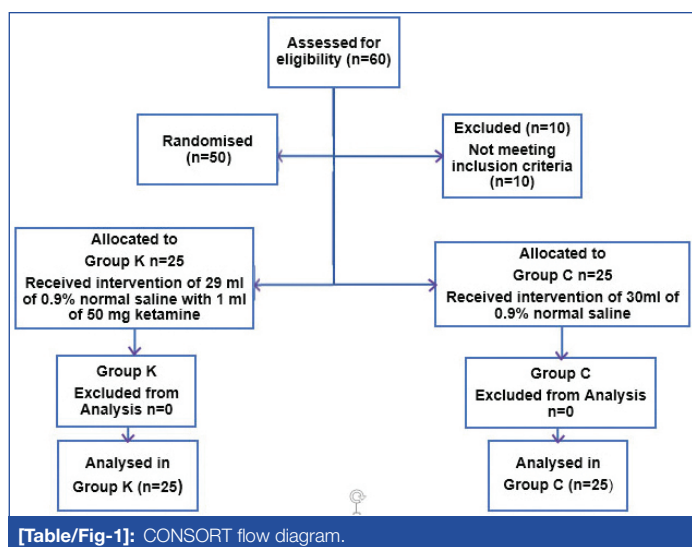 Assessed for
eligibility (n=60)
Randomised
(n=50)
Excluded (n=10)
Not meeting
inclusion criteria
(n=10)
Allocated to
Group K n=25
Received intervention of 29 ml
of 0.9% normal saline with 1 ml
of 50 mg ketamine
Allocated to
Group C n=25
Received intervention of 30ml of
0.9% normal saline
Group K
Excluded from
Analysis n=0
Group C
Excluded from Analysis
n=0
Analysed in
Group K (n=25)
Analysed in
Group C (n=25)
[Table/Fig-1]: CONSORT flow diagram.